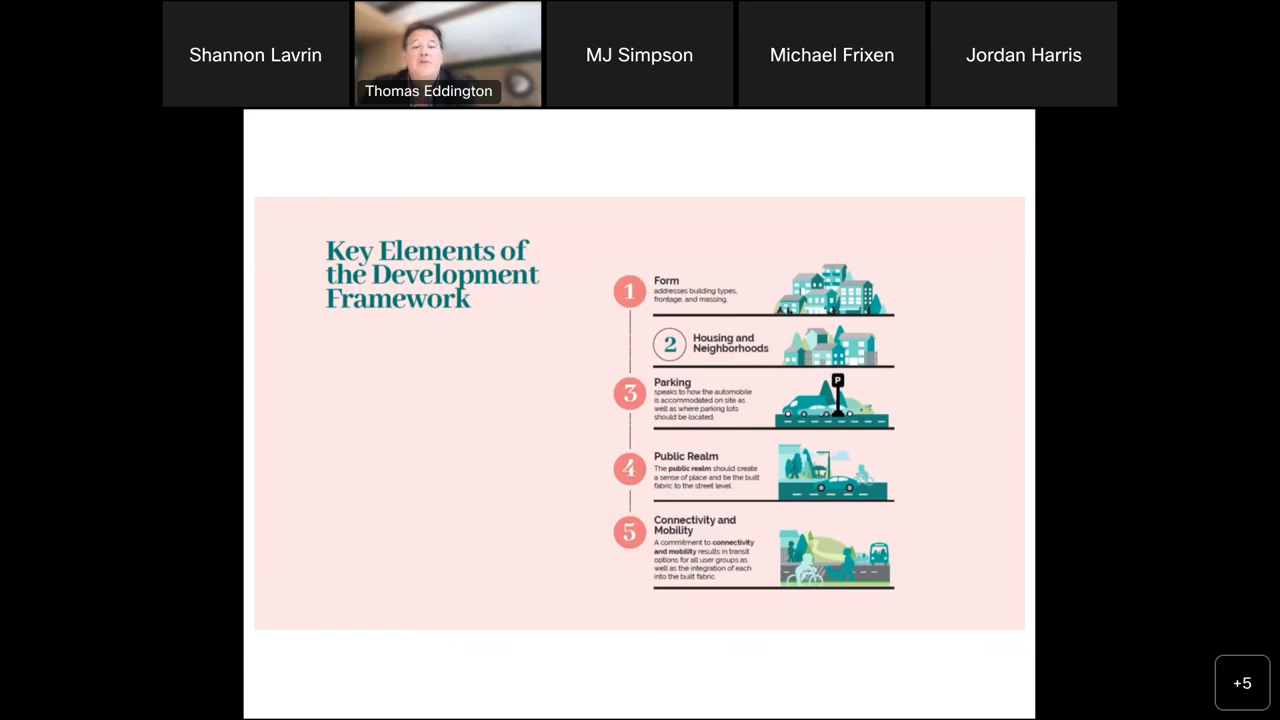 Shannon Lavrin
Thomas Eddington
MJ Simpson
Michael Frixen
Jordan Harris
Key Elements of
the Development
Framework
1
Form
addresses building types,
frontage, and massing.
2
Housing and
Neighborhoods
3
Parking
speaks to how the automobile
is accommodated on site as
well as where parking lots
should be located.
P
4
Public Realm
The public realm should create
a sense of place and tie the built
fabric to the street level.
5
Connectivity and
Mobility
A commitment to connectivity
and mobility results in transit
options for all user groups as
well as the integration of each
into the built fabric.
+5